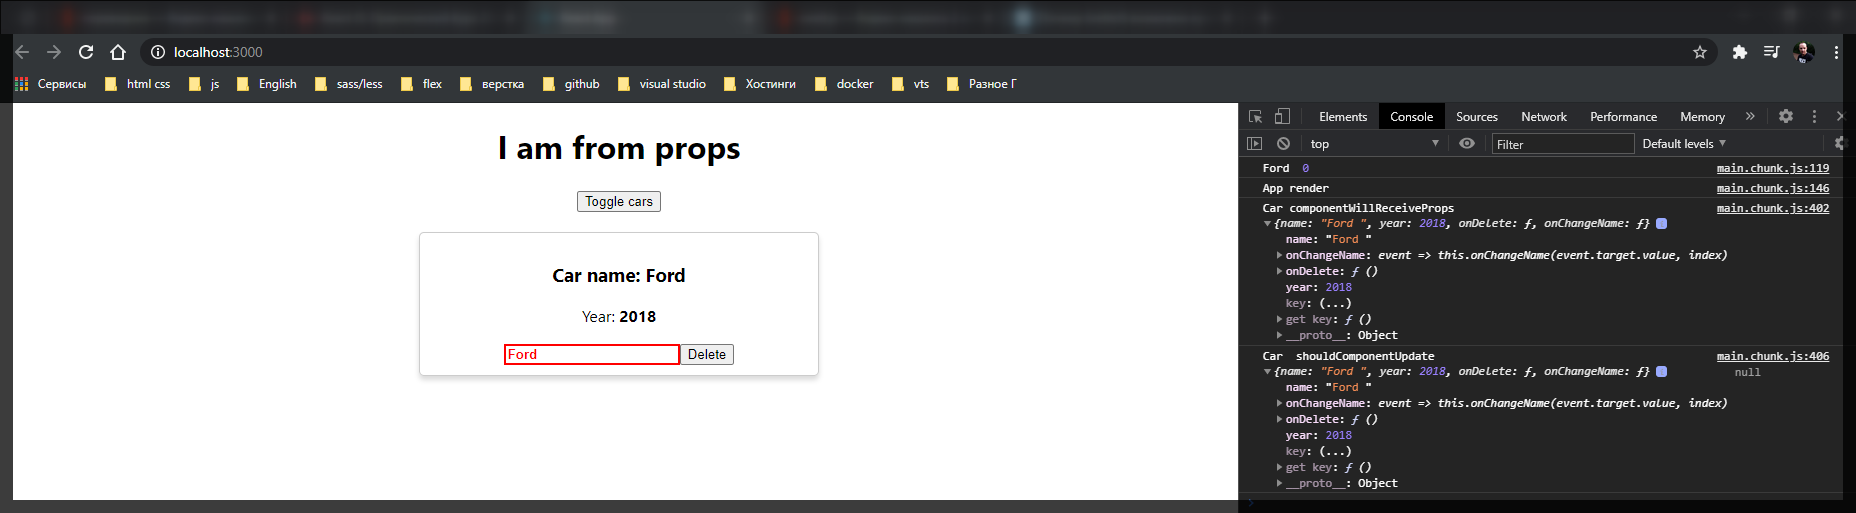 localhost:3000
Сервисы html css js English sass/less flex верстка github visual studio Хостинги docker vts Разное Г
I am from props
Toggle cars
Car name: Ford
Year: 2018
Ford Delete
Elements Console Sources Network Performance Memory »
top Filter Default levels
Ford 0 main.chunk.js:119
App render main.chunk.js:146
Car componentWillReceiveProps main.chunk.js:402
{name: "Ford ", year: 2018, onDelete: ƒ, onChangeName: ƒ}
name: "Ford "
onChangeName: event => this.onChangeName(event.target.value, index)
onDelete: ƒ ()
year: 2018
key: (...)
get key: ƒ ()
__proto__: Object
Car shouldComponentUpdate main.chunk.js:406
{name: "Ford ", year: 2018, onDelete: ƒ, onChangeName: ƒ} null
name: "Ford "
onChangeName: event => this.onChangeName(event.target.value, index)
onDelete: ƒ ()
year: 2018
key: (...)
get key: ƒ ()
__proto__: Object